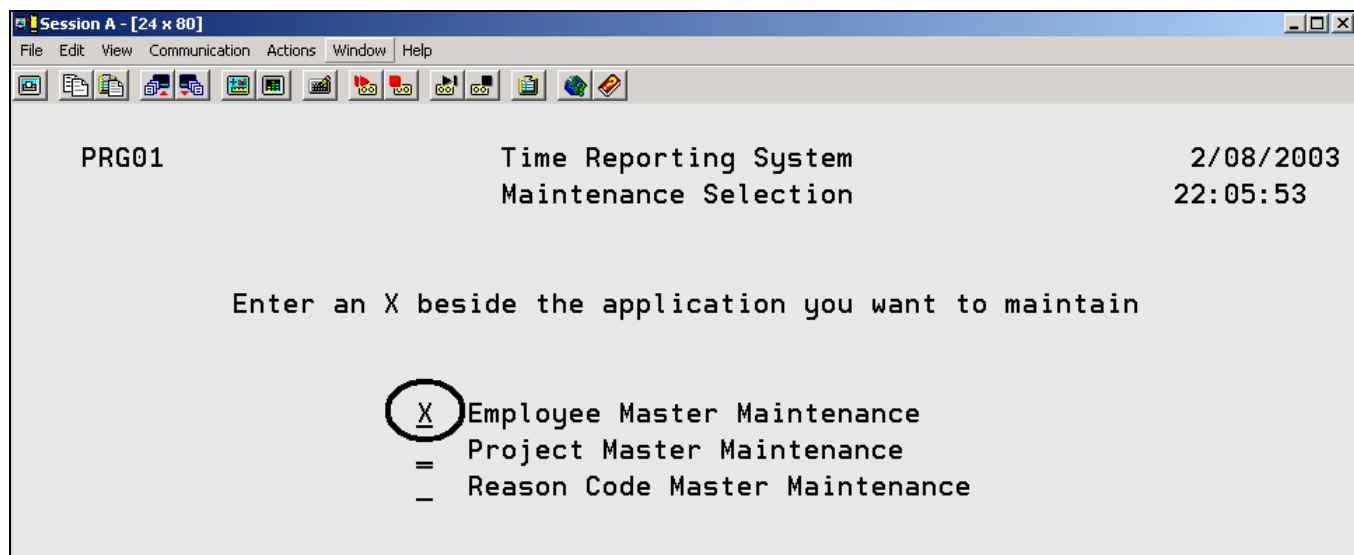 Session A - [24 x 80]
File Edit View Communication Actions Window Help
PRG01 Time Reporting System 2/08/2003
Maintenance Selection 22:05:53
Enter an X beside the application you want to maintain
X Employee Master Maintenance
_ Project Master Maintenance
_ Reason Code Master Maintenance